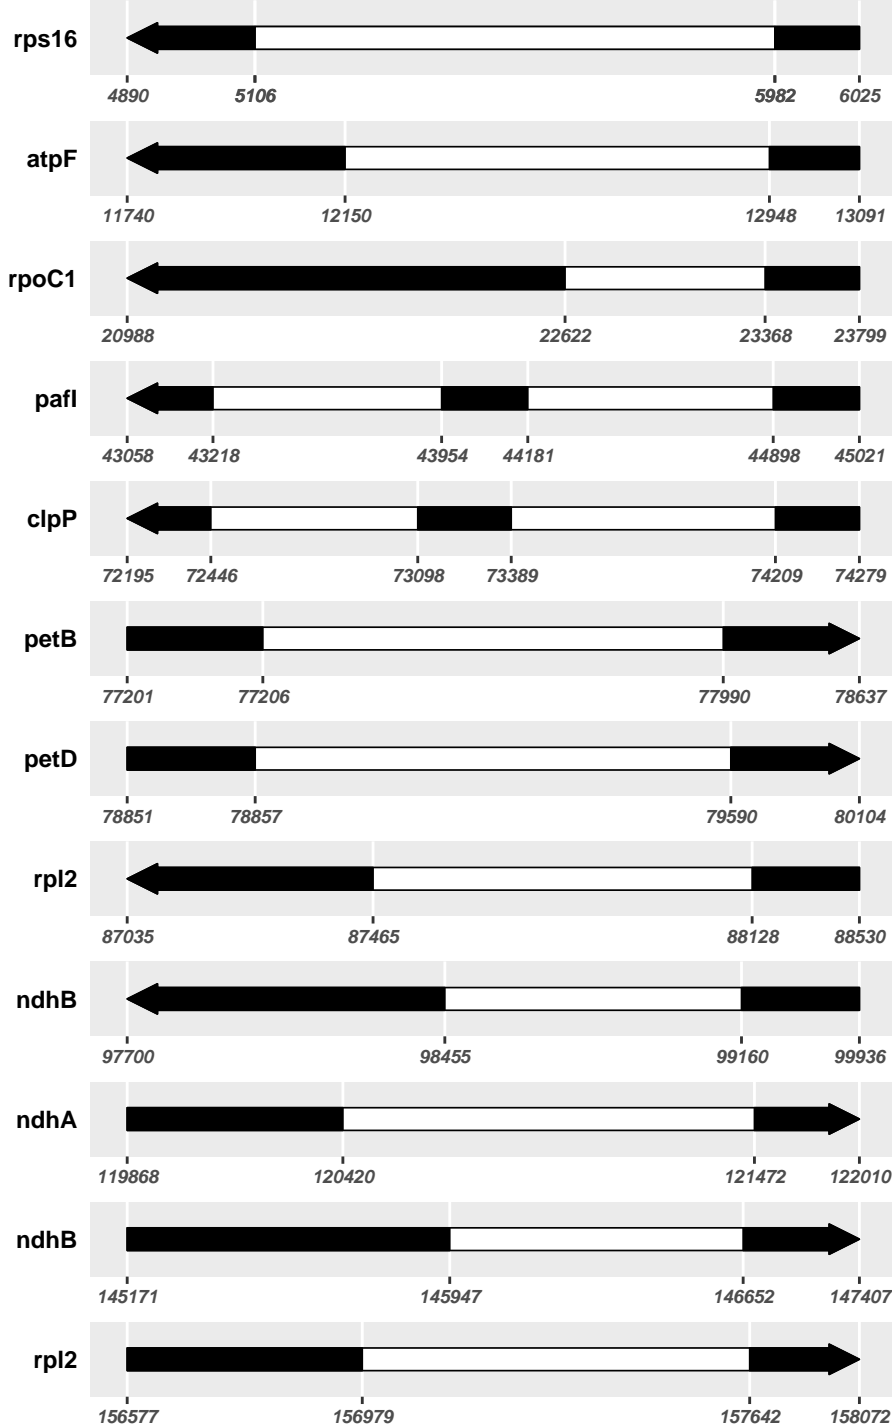 rps16
4890 5106 5982 6025
atpF
11740 12150 12948 13091
rpoC1
20988 22622 23368 23799
pafI
43058 43218 43954 44181 44898 45021
clpP
72195 72446 73098 73389 74209 74279
petB
77201 77206 77990 78637
petD
78851 78857 79590 80104
rpl2
87035 87465 88128 88530
ndhB
97700 98455 99160 99936
ndhA
119868 120420 121472 122010
ndhB
145171 145947 146652 147407
rpl2
156577 156979 157642 158072